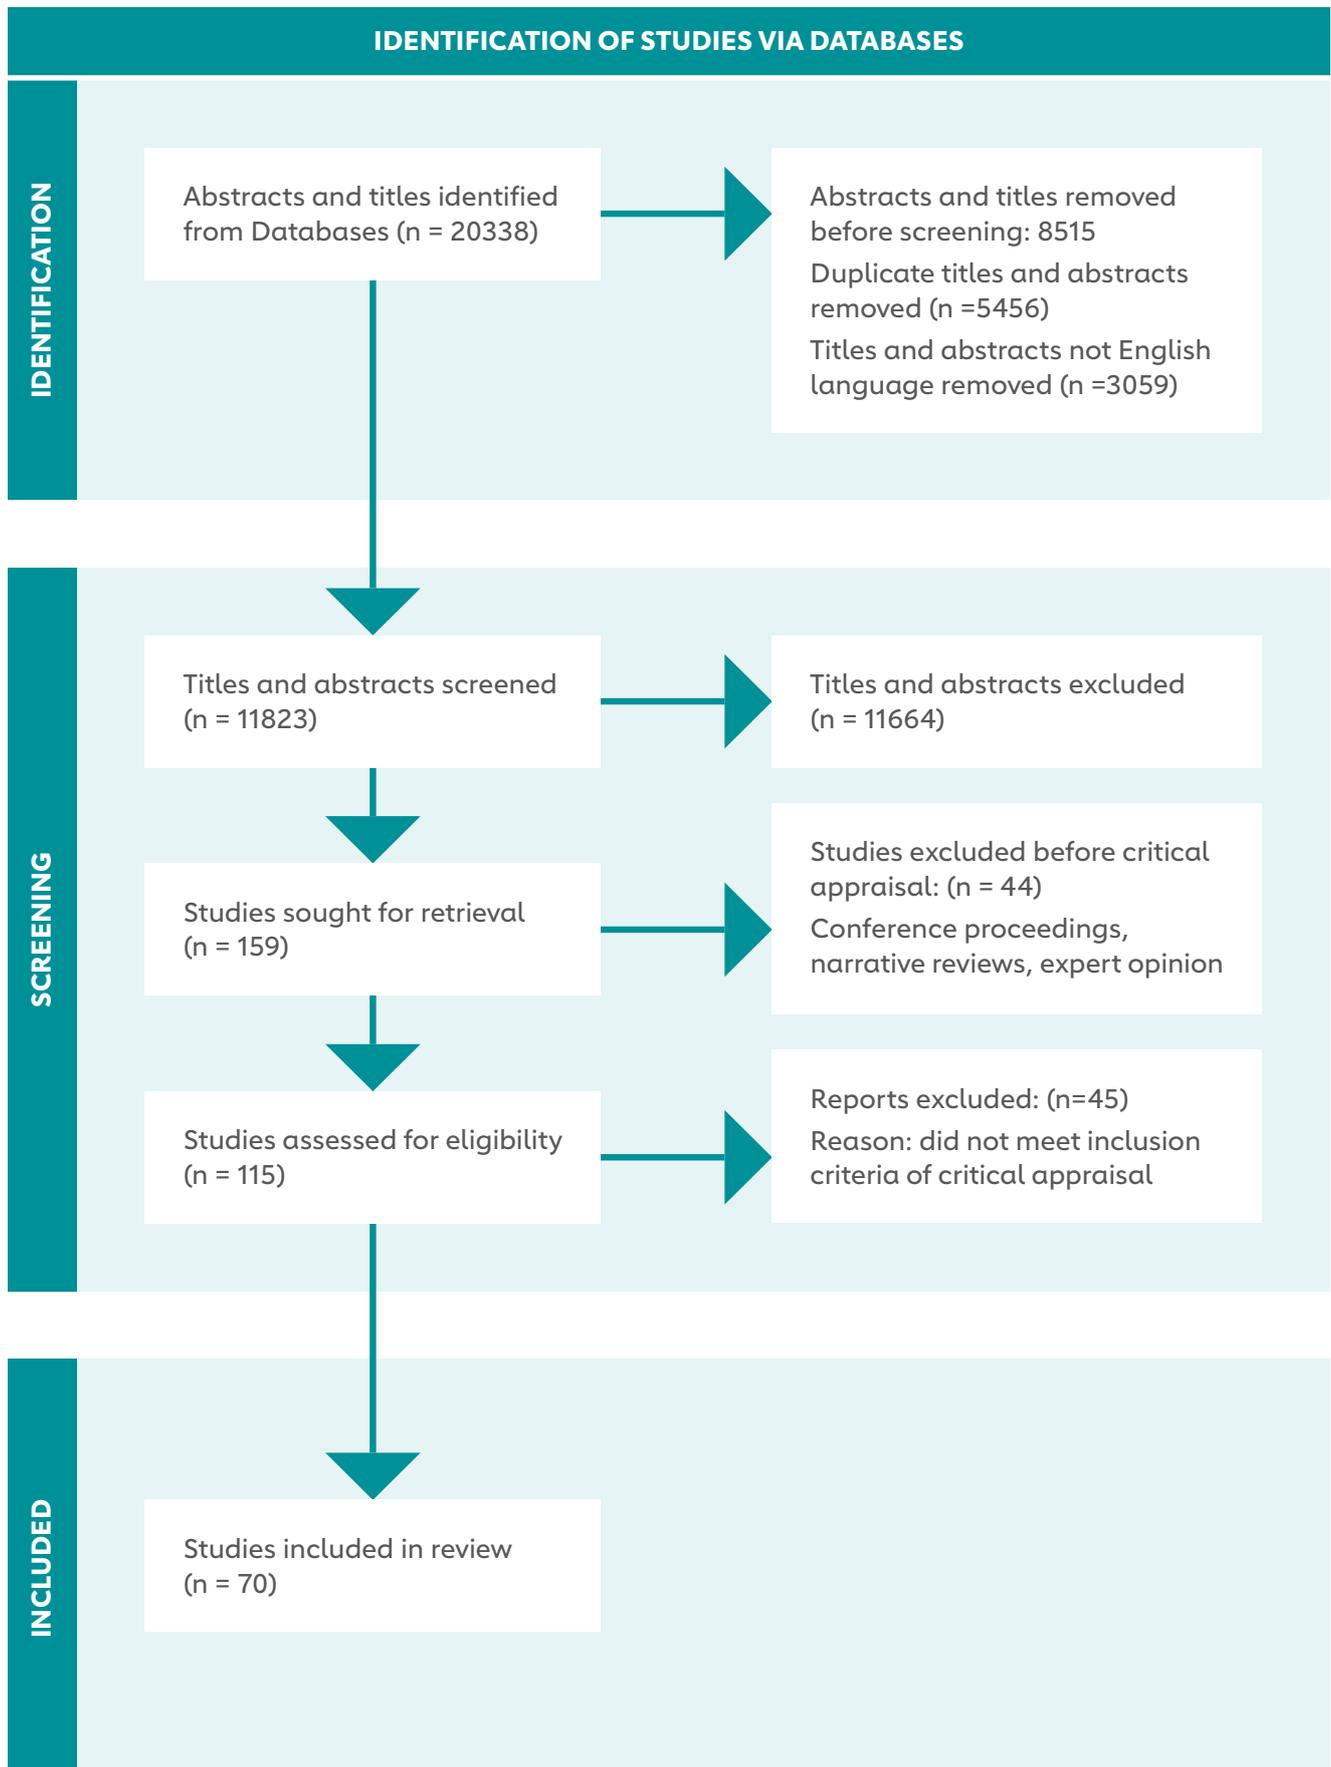 IDENTIFICATION OF STUDIES VIA DATABASES
IDENTIFICATION
Abstracts and titles identified
from Databases (n = 20338)
Abstracts and titles removed
before screening: 8515
Duplicate titles and abstracts
removed (n =5456)
Titles and abstracts not English
language removed (n =3059)
SCREENING
Titles and abstracts screened
(n = 11823)
Titles and abstracts excluded
(n = 11664)
Studies sought for retrieval
(n = 159)
Studies excluded before critical
appraisal: (n = 44)
Conference proceedings,
narrative reviews, expert opinion
Studies assessed for eligibility
(n = 115)
Reports excluded: (n=45)
Reason: did not meet inclusion
criteria of critical appraisal
INCLUDED
Studies included in review
(n = 70)